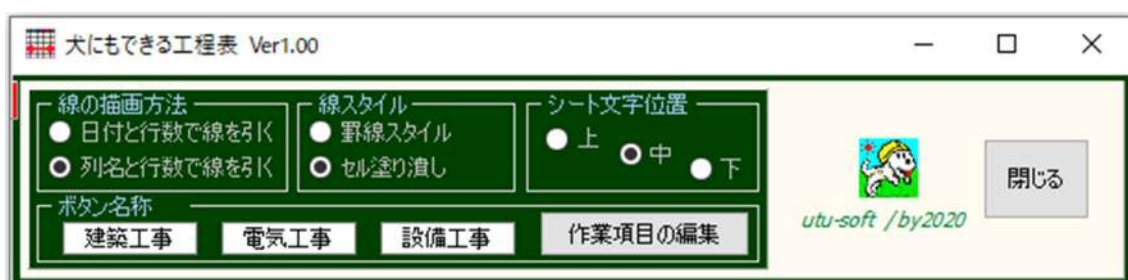 犬にもできる工程表 Ver1.00
線の描画方法
日付と行数で線を引く
列名と行数で線を引く
線スタイル
罫線スタイル
セル塗り潰し
シート文字位置
上
中
下
ボタン名称
建築工事
電気工事
設備工事
作業項目の編集
utu-soft /by2020
閉じる